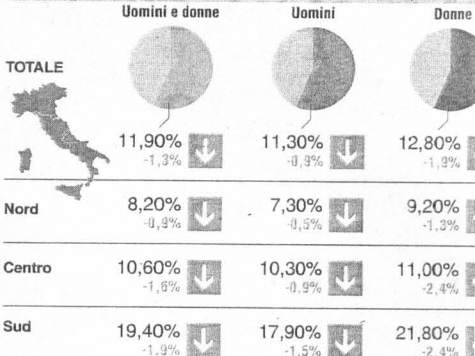 Uomini e donne Uomini Donne
TOTALE
11,90% 11,30% 12,80%
-1,3% -0,9% -1,9%
Nord 8,20% 7,30% 9,20%
-0,9% -0,5% -1,3%
Centro 10,60% 10,30% 11,00%
-1,6% -0,9% -2,4%
Sud 19,40% 17,90% 21,80%
-1,9% -1,5% -2,4%